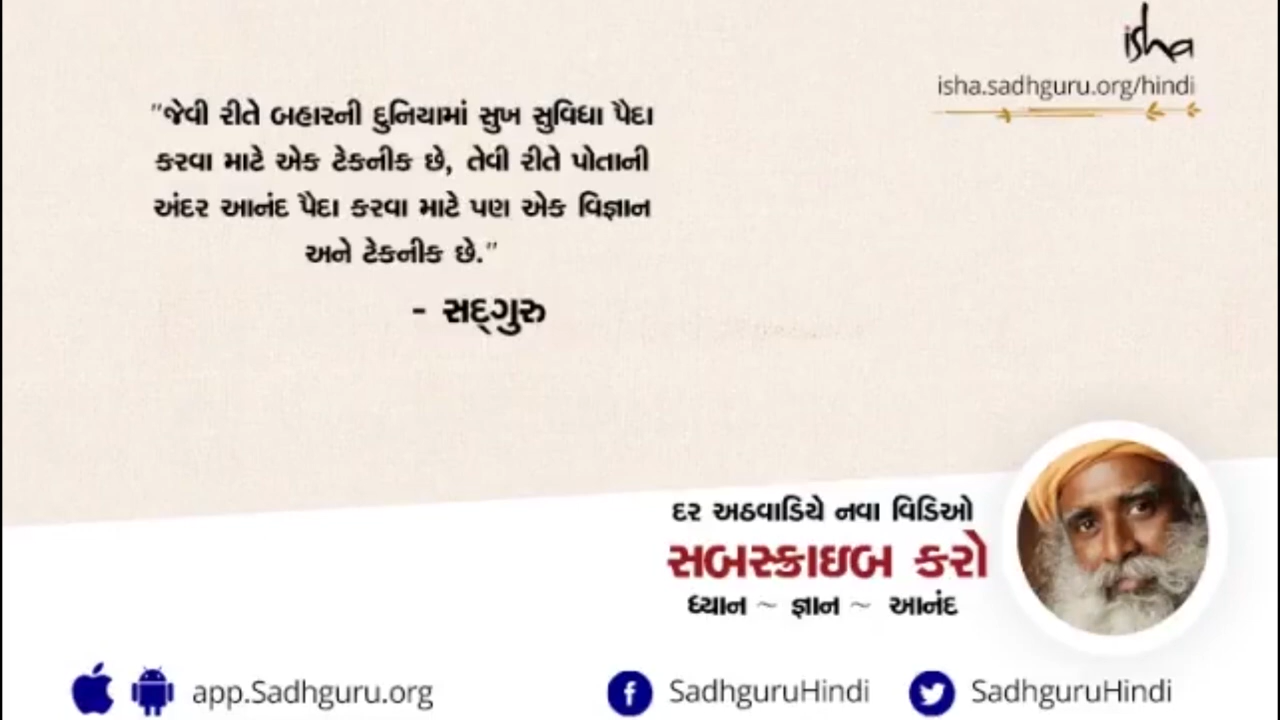 "જેવી રીતે બહારની દુનિયામાં સુખ સુવિધા પૈદા
કરવા માટે એક ટેકનીક છે, તેવી રીતે પોતાની
અંદર આનંદ પૈદા કરવા માટે પણ એક વિજ્ઞાન
અને ટેકનીક છે."
- સદ્‌ગુરુ
isha
isha.sadhguru.org/hindi
દર અઠવાડિયે નવા વિડિઓ
સબસ્ક્રાઇબ કરો
ધ્યાન ~ જ્ઞાન ~ આનંદ
app.Sadhguru.org
SadhguruHindi
SadhguruHindi